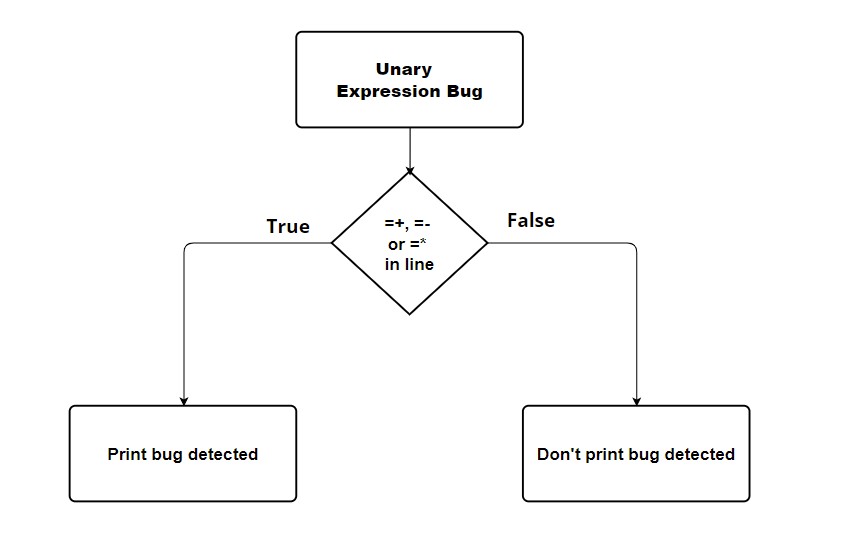 Unary
Expression Bug
True
False
=+, =-
or =*
in line
Print bug detected
Don't print bug detected